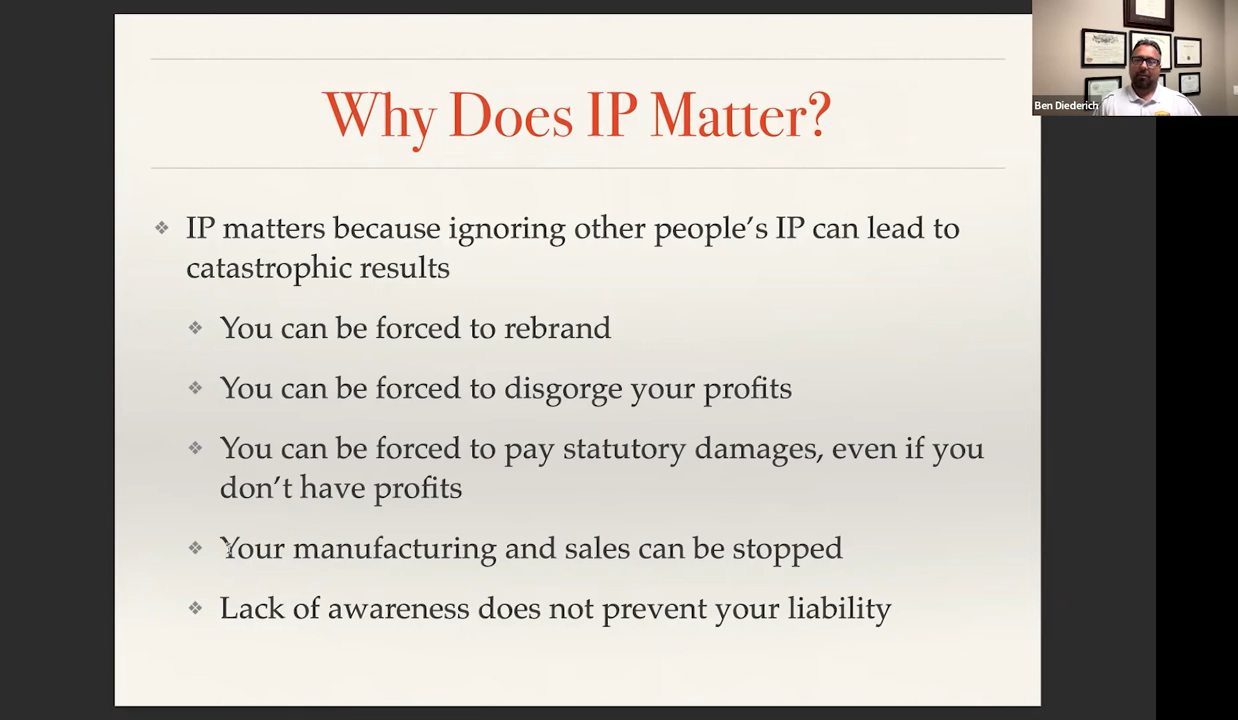 Why Does IP Matter?
Ben Diederich
IP matters because ignoring other people's IP can lead to
catastrophic results
You can be forced to rebrand
You can be forced to disgorge your profits
You can be forced to pay statutory damages, even if you
don't have profits
Your manufacturing and sales can be stopped
Lack of awareness does not prevent your liability